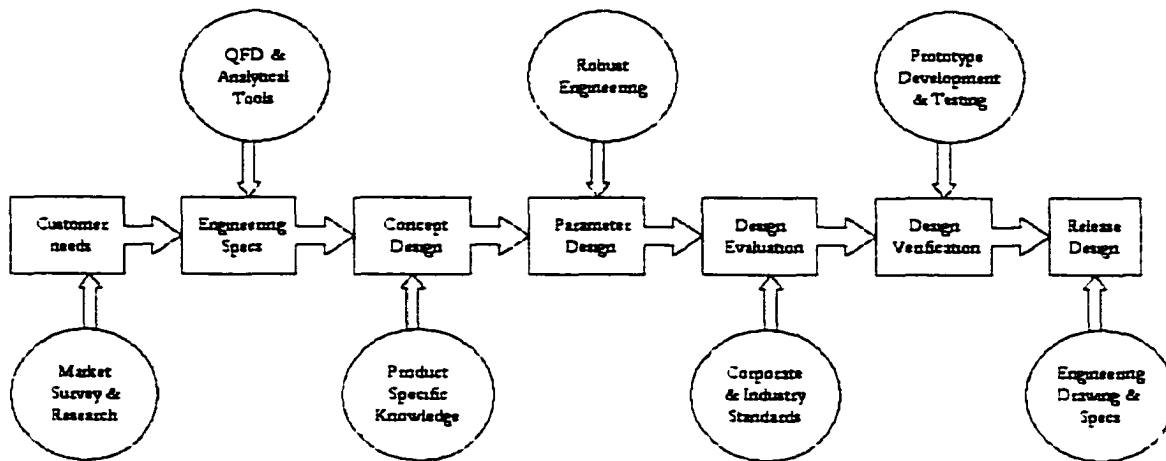 QFD &
Analytical
Tools
Robust
Engineering
Prototype
Development
& Testing
Customer
needs
Engineering
Specs
Concept
Design
Parameter
Design
Design
Evaluation
Design
Verification
Release
Design
Market
Survey &
Research
Product
Specific
Knowledge
Corporate
& Industry
Standards
Engineering
Drawing &
Specs